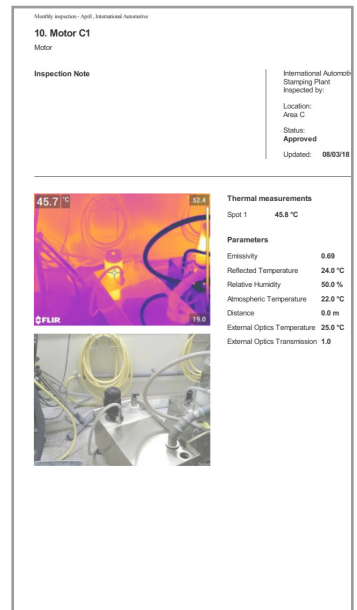 Monthly inspection - April , International Automotive
10. Motor C1
Motor
Inspection Note
International Automotiv
Stamping Plant
Inspected by:
Location:
Area C
Status:
Approved
Updated: 08/03/18
45.7 °C
52.4
19.0
FLIR
Thermal measurements
Spot 1 45.8 °C
Parameters
Emissivity 0.69
Reflected Temperature 24.0 °C
Relative Humidity 50.0 %
Atmospheric Temperature 22.0 °C
Distance 0.0 m
External Optics Temperature 25.0 °C
External Optics Transmission 1.0